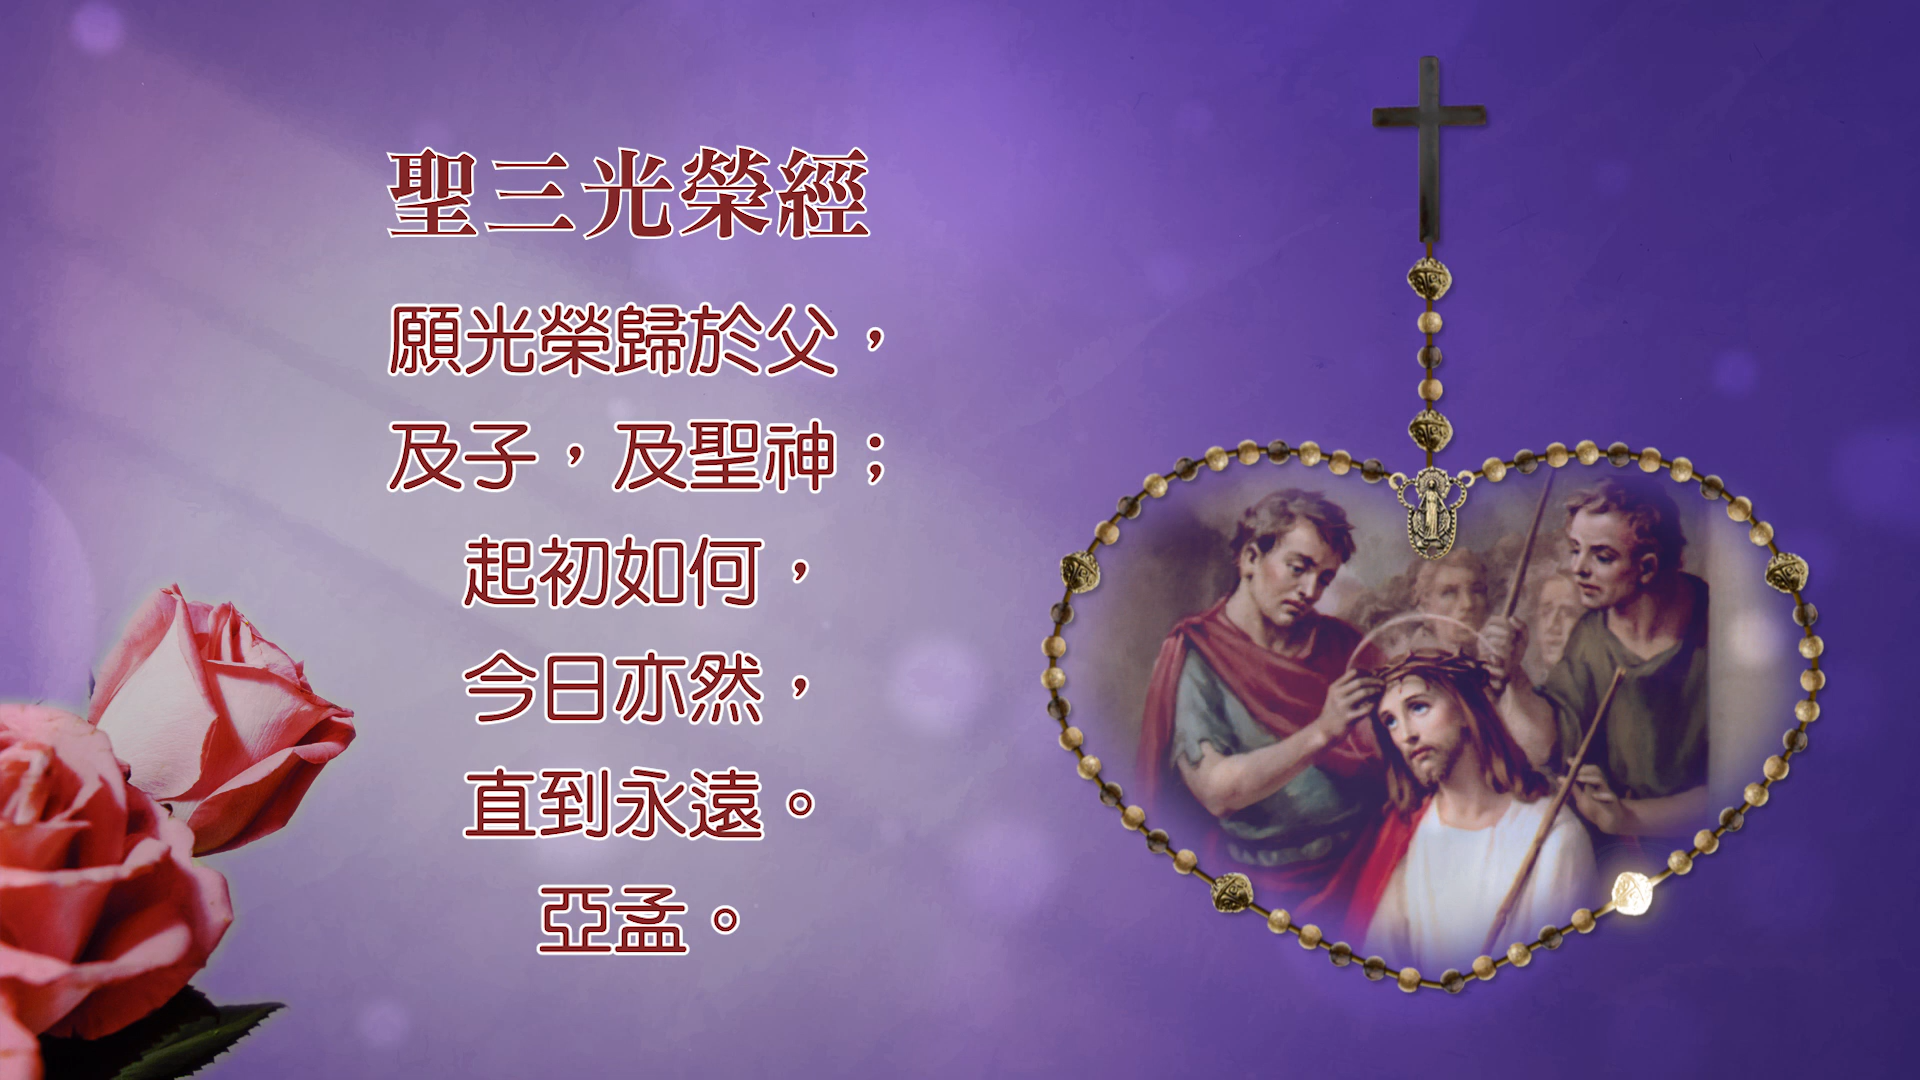 聖三光榮經
願光榮歸於父，
及子，及聖神；
起初如何，
今日亦然，
直到永遠。
亞孟。